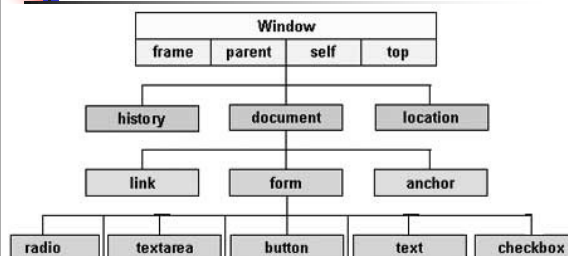 Window
frame parent self top
history document location
link form anchor
radio textarea button text checkbox